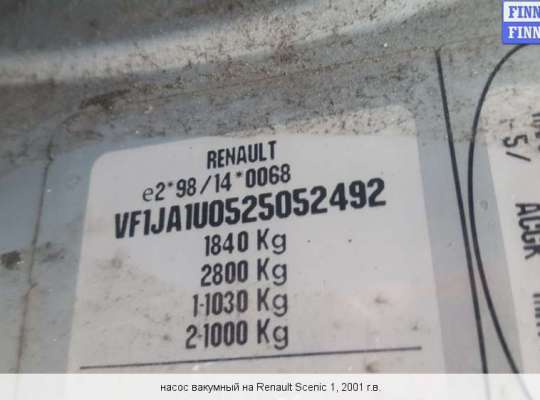 FINN
FINN
RENAULT
e2*98/14*0068
VF1JA1U0525052492
1840 Kg
2800 Kg
1-1030 Kg
2-1000 Kg
-5/
насос вакумный на Renault Scenic 1, 2001 г.в.